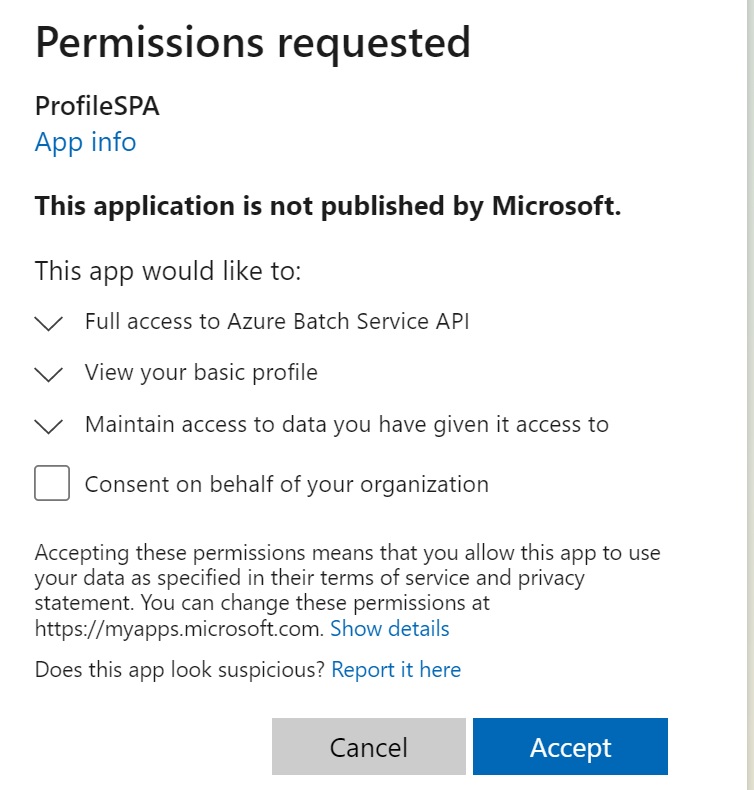 Permissions requested
ProfileSPA
App info
This application is not published by Microsoft.
This app would like to:
Full access to Azure Batch Service API
View your basic profile
Maintain access to data you have given it access to
Consent on behalf of your organization
Accepting these permissions means that you allow this app to use
your data as specified in their terms of service and privacy
statement. You can change these permissions at
https://myapps.microsoft.com. Show details
Does this app look suspicious? Report it here
Cancel Accept